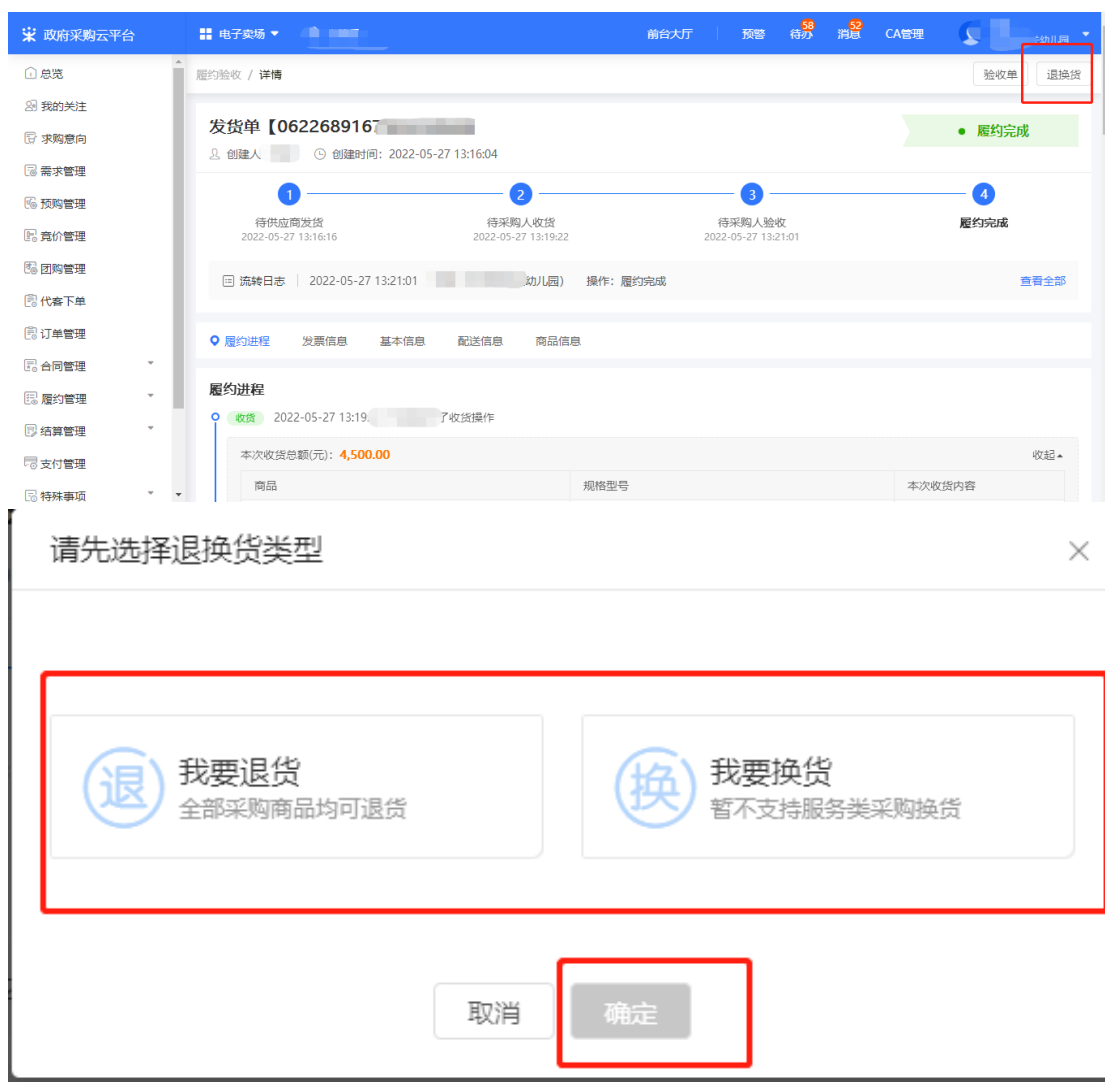 政府采购云平台 电子卖场 前台大厅 预警 待办 58 消息 52 CA管理 幼儿园
总览
我的关注
求购意向
需求管理
预购管理
竞价管理
团购管理
代客下单
订单管理
合同管理
履约管理
结算管理
支付管理
特殊事项
履约验收 / 详情 验收单 退换货
发货单【0622689167
履约完成
创建人 创建时间：2022-05-27 13:16:04
1 2 3 4
待供应商发货 待采购人收货 待采购人验收 履约完成
2022-05-27 13:16:16 2022-05-27 13:19:22 2022-05-27 13:21:01
流转日志 2022-05-27 13:21:01 幼儿园) 操作：履约完成 查看全部
履约进程 发票信息 基本信息 配送信息 商品信息
履约进程
收货 2022-05-27 13:19: 了收货操作
本次收货总额(元)：4,500.00 收起
商品 规格型号 本次收货内容
请先选择退换货类型
退 我要退货 换 我要换货
全部采购商品均可退货 暂不支持服务类采购换货
取消 确定